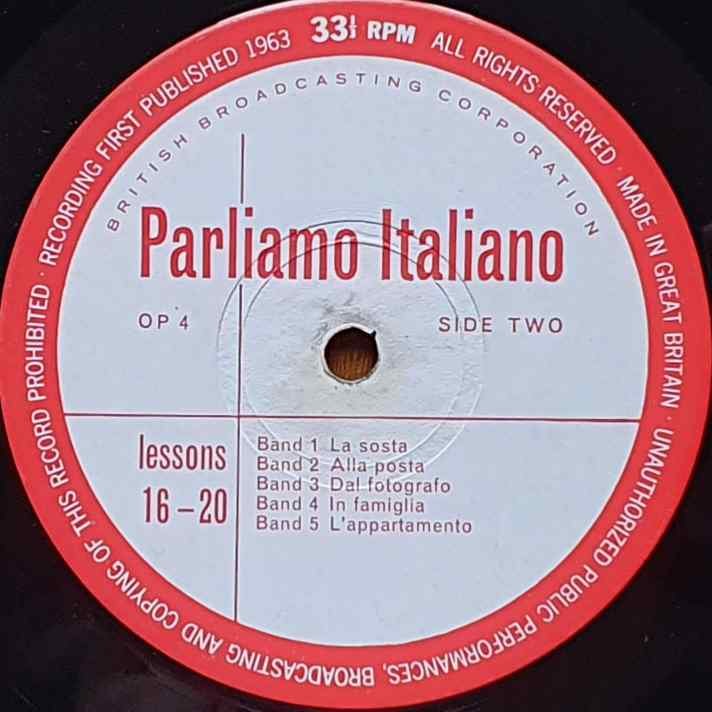 RECORDING FIRST PUBLISHED 1963 33⅓ RPM ALL RIGHTS RESERVED · MADE IN GREAT BRITAIN · UNAUTHORIZED PUBLIC PERFORMANCES, BROADCASTING AND COPYING OF THIS RECORD PROHIBITED ·
BRITISH BROADCASTING CORPORATION
Parliamo Italiano
OP 4 SIDE TWO
lessons
16 – 20
Band 1 La sosta
Band 2 Alla posta
Band 3 Dal fotografo
Band 4 In famiglia
Band 5 L'appartamento